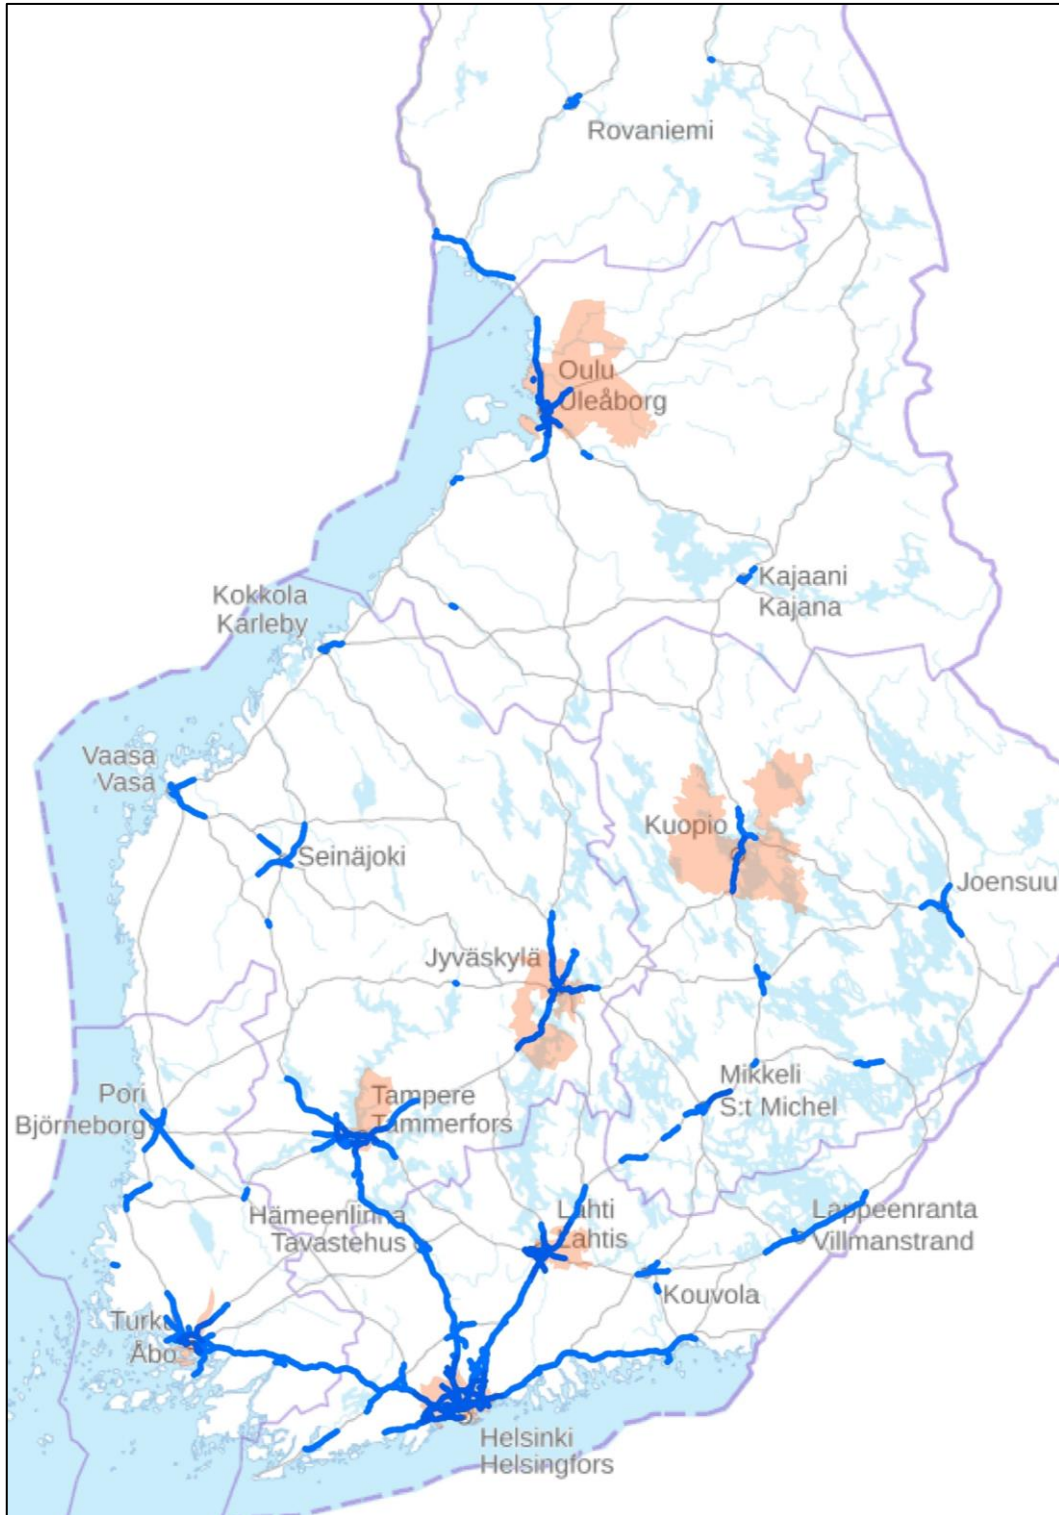 Rovaniemi
Oulu
Uleåborg
Kajaani
Kajana
Kokkola
Karleby
Vaasa
Vasa
Seinäjoki
Kuopio
Joensuu
Jyväskylä
Mikkeli
S:t Michel
Pori
Björneborg
Tampere
Tammerfors
Hämeenlinna
Tavastehus
Lahti
Lahtis
Lappeenranta
Villmanstrand
Kouvola
Turku
Åbo
Helsinki
Helsingfors